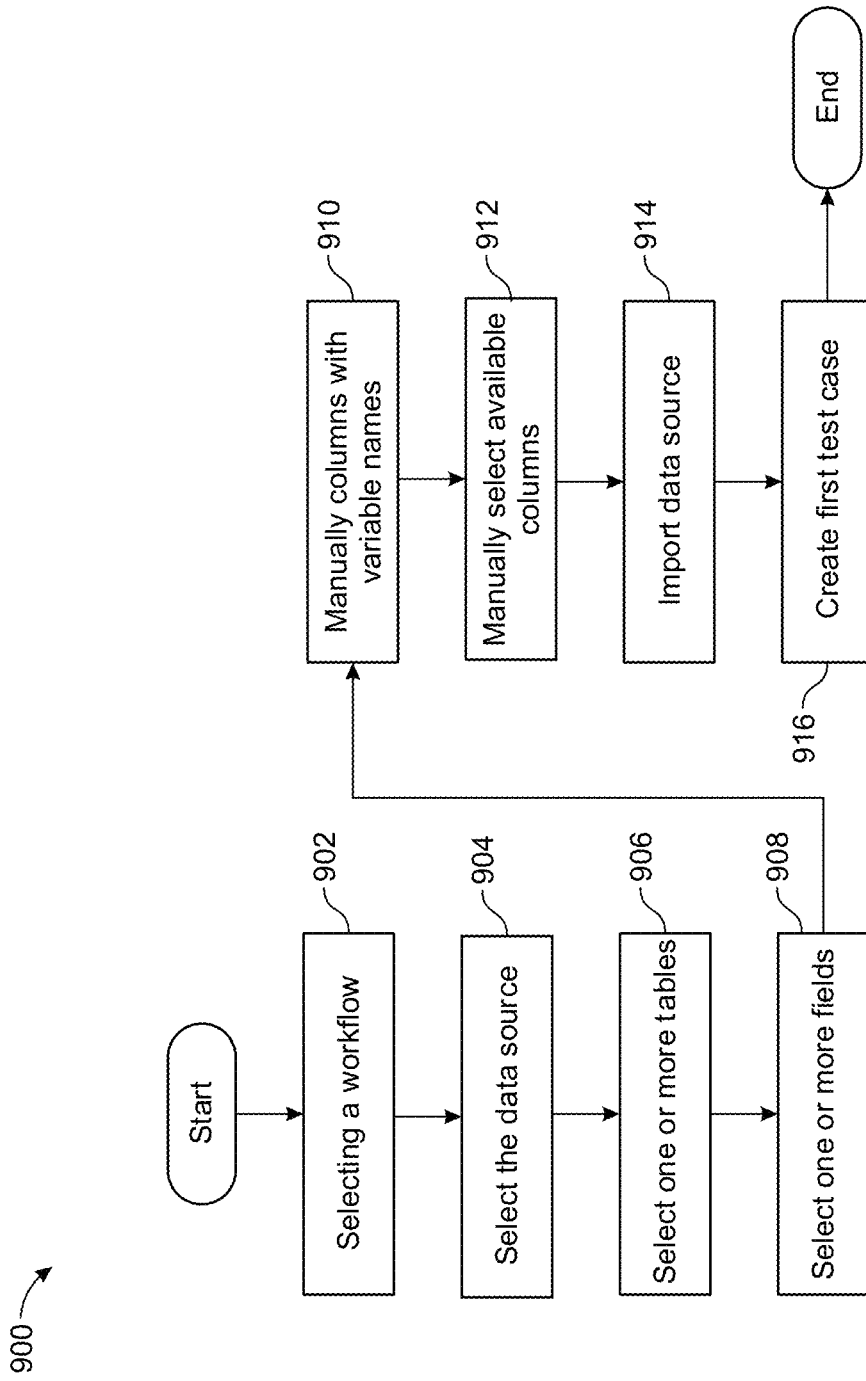 900
Start
Selecting a workflow
902
Select the data source
904
Select one or more tables
906
Select one or more fields
908
Manually columns with
variable names
910
Manually select available
columns
912
Import data source
914
Create first test case
916
End